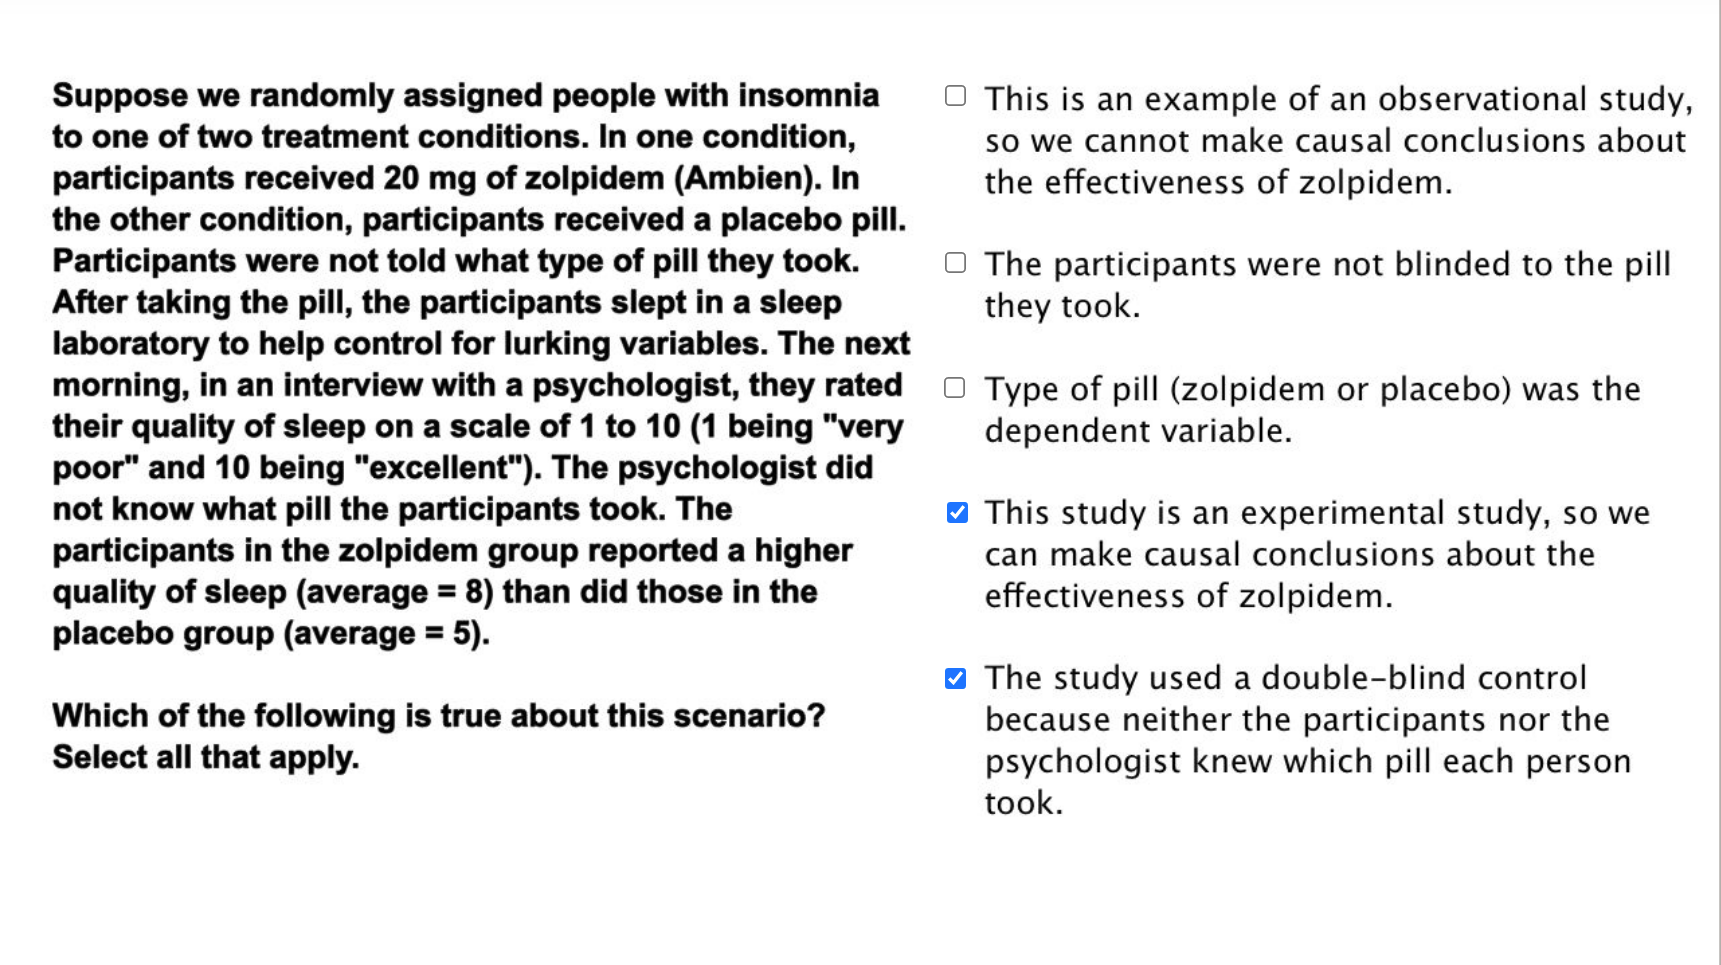 Suppose we randomly assigned people with insomnia
to one of two treatment conditions. In one condition,
participants received 20 mg of zolpidem (Ambien). In
the other condition, participants received a placebo pill.
Participants were not told what type of pill they took.
After taking the pill, the participants slept in a sleep
laboratory to help control for lurking variables. The next
morning, in an interview with a psychologist, they rated
their quality of sleep on a scale of 1 to 10 (1 being "very
poor" and 10 being "excellent"). The psychologist did
not know what pill the participants took. The
participants in the zolpidem group reported a higher
quality of sleep (average = 8) than did those in the
placebo group (average = 5).
Which of the following is true about this scenario?
Select all that apply.
This is an example of an observational study,
so we cannot make causal conclusions about
the effectiveness of zolpidem.
The participants were not blinded to the pill
they took.
Type of pill (zolpidem or placebo) was the
dependent variable.
This study is an experimental study, so we
can make causal conclusions about the
effectiveness of zolpidem.
The study used a double-blind control
because neither the participants nor the
psychologist knew which pill each person
took.